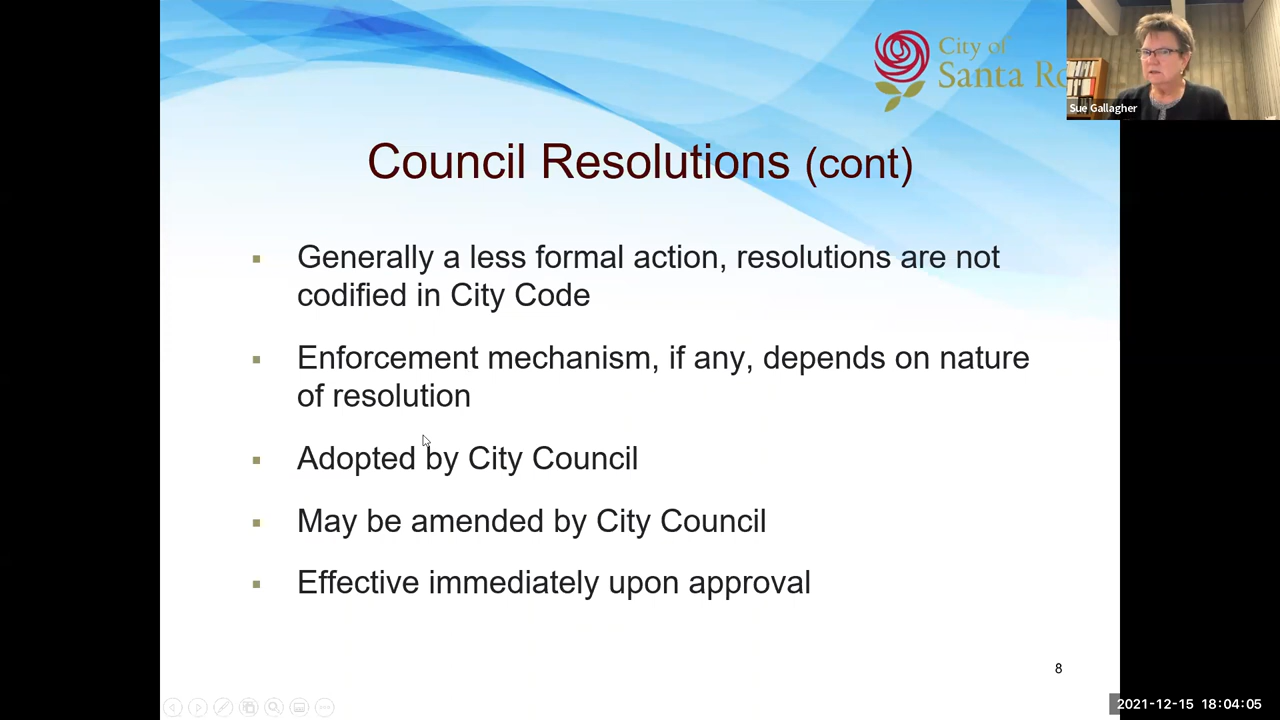 City of
Santa Ro
Sue Gallagher
Council Resolutions (cont)
▪ Generally a less formal action, resolutions are not
codified in City Code
▪ Enforcement mechanism, if any, depends on nature
of resolution
▪ Adopted by City Council
▪ May be amended by City Council
▪ Effective immediately upon approval
8
2021-12-15 18:04:05